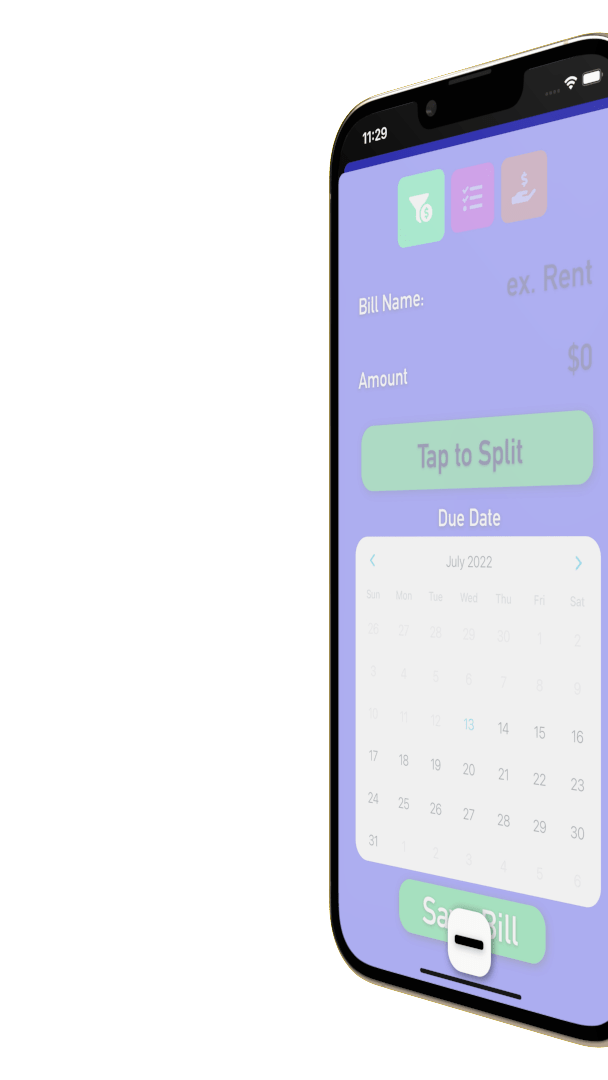 11:29
$
$
Bill Name:
ex. Rent
Amount
$0
Tap to Split
Due Date
July 2022
Sun Mon Tue Wed Thu Fri Sat
26 27 28 29 30 1 2
3 4 5 6 7 8 9
10 11 12 13 14 15 16
17 18 19 20 21 22 23
24 25 26 27 28 29 30
31 1 2 3 4 5 6
Bill